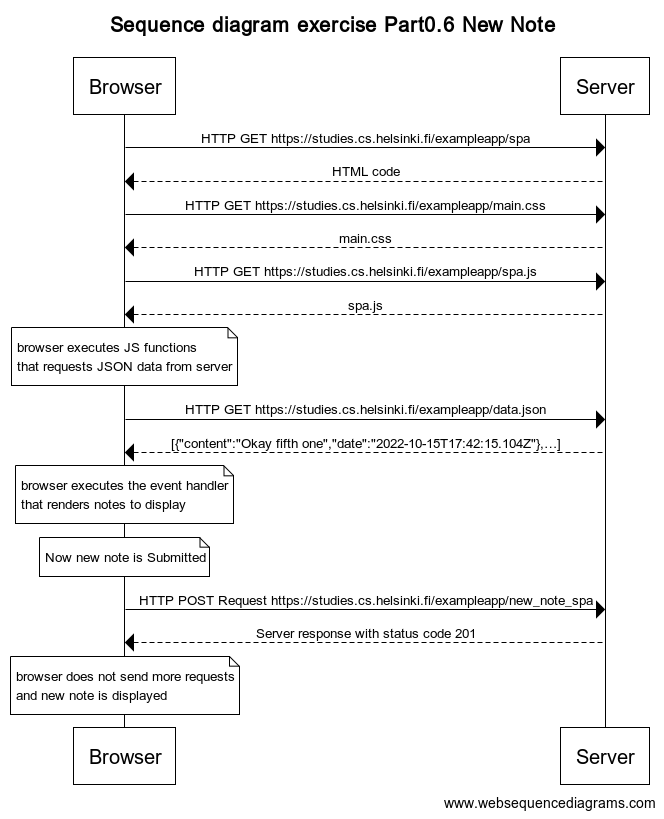 Sequence diagram exercise Part0.6 New Note
Browser
Server
HTTP GET https://studies.cs.helsinki.fi/exampleapp/spa
HTML code
HTTP GET https://studies.cs.helsinki.fi/exampleapp/main.css
main.css
HTTP GET https://studies.cs.helsinki.fi/exampleapp/spa.js
spa.js
browser executes JS functions
that requests JSON data from server
HTTP GET https://studies.cs.helsinki.fi/exampleapp/data.json
[{"content":"Okay fifth one","date":"2022-10-15T17:42:15.104Z"},...]
browser executes the event handler
that renders notes to display
Now new note is Submitted
HTTP POST Request https://studies.cs.helsinki.fi/exampleapp/new_note_spa
Server response with status code 201
browser does not send more requests
and new note is displayed
Browser
Server
www.websequencediagrams.com